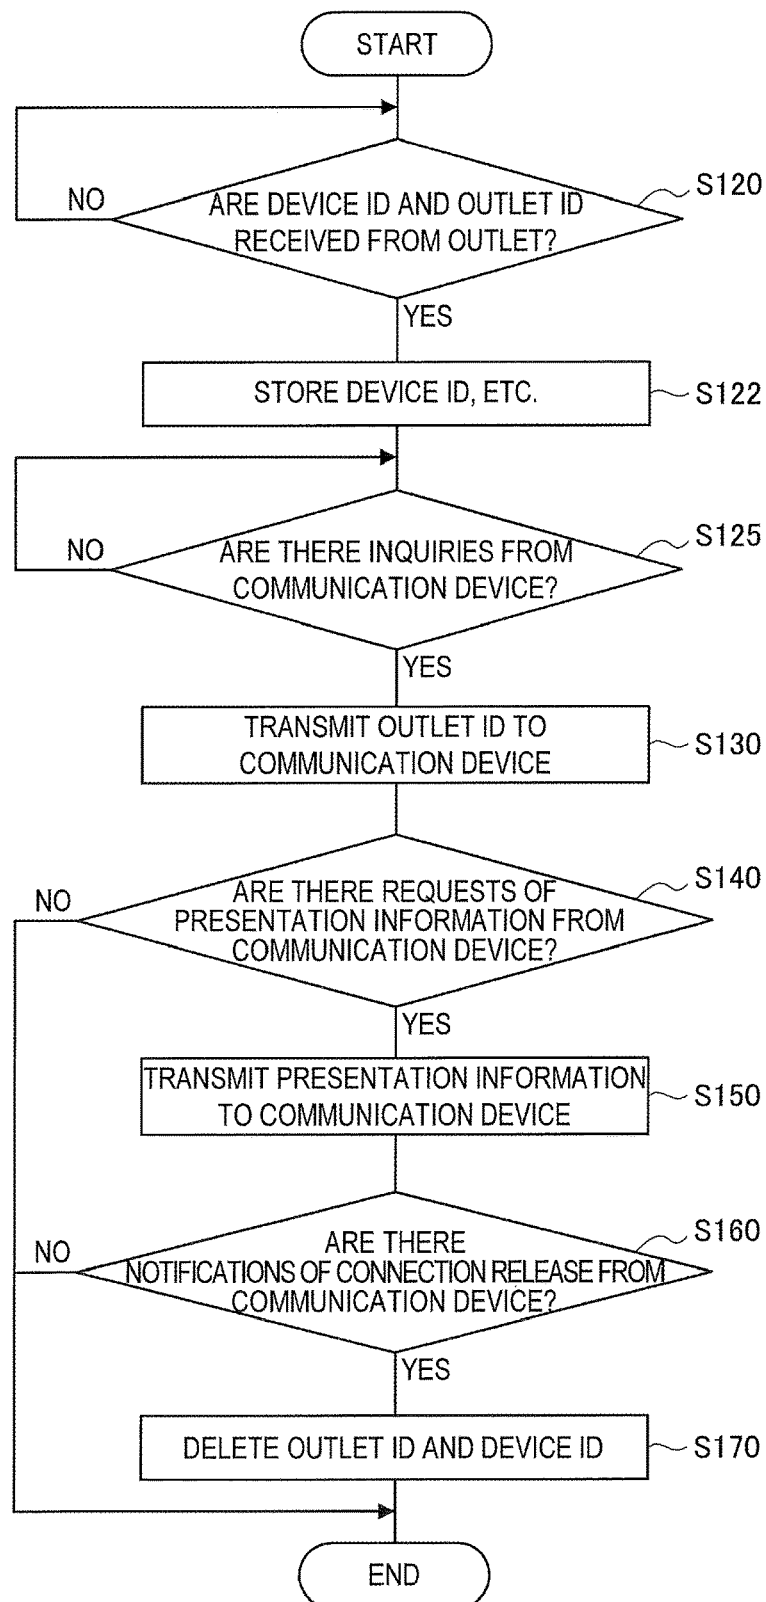 START
NO
ARE DEVICE ID AND OUTLET ID
RECEIVED FROM OUTLET?
S120
YES
STORE DEVICE ID, ETC.
S122
NO
ARE THERE INQUIRIES FROM
COMMUNICATION DEVICE?
S125
YES
TRANSMIT OUTLET ID TO
COMMUNICATION DEVICE
S130
NO
ARE THERE REQUESTS OF
PRESENTATION INFORMATION FROM
COMMUNICATION DEVICE?
S140
YES
TRANSMIT PRESENTATION INFORMATION
TO COMMUNICATION DEVICE
S150
NO
ARE THERE
NOTIFICATIONS OF CONNECTION RELEASE FROM
COMMUNICATION DEVICE?
S160
YES
DELETE OUTLET ID AND DEVICE ID
S170
END